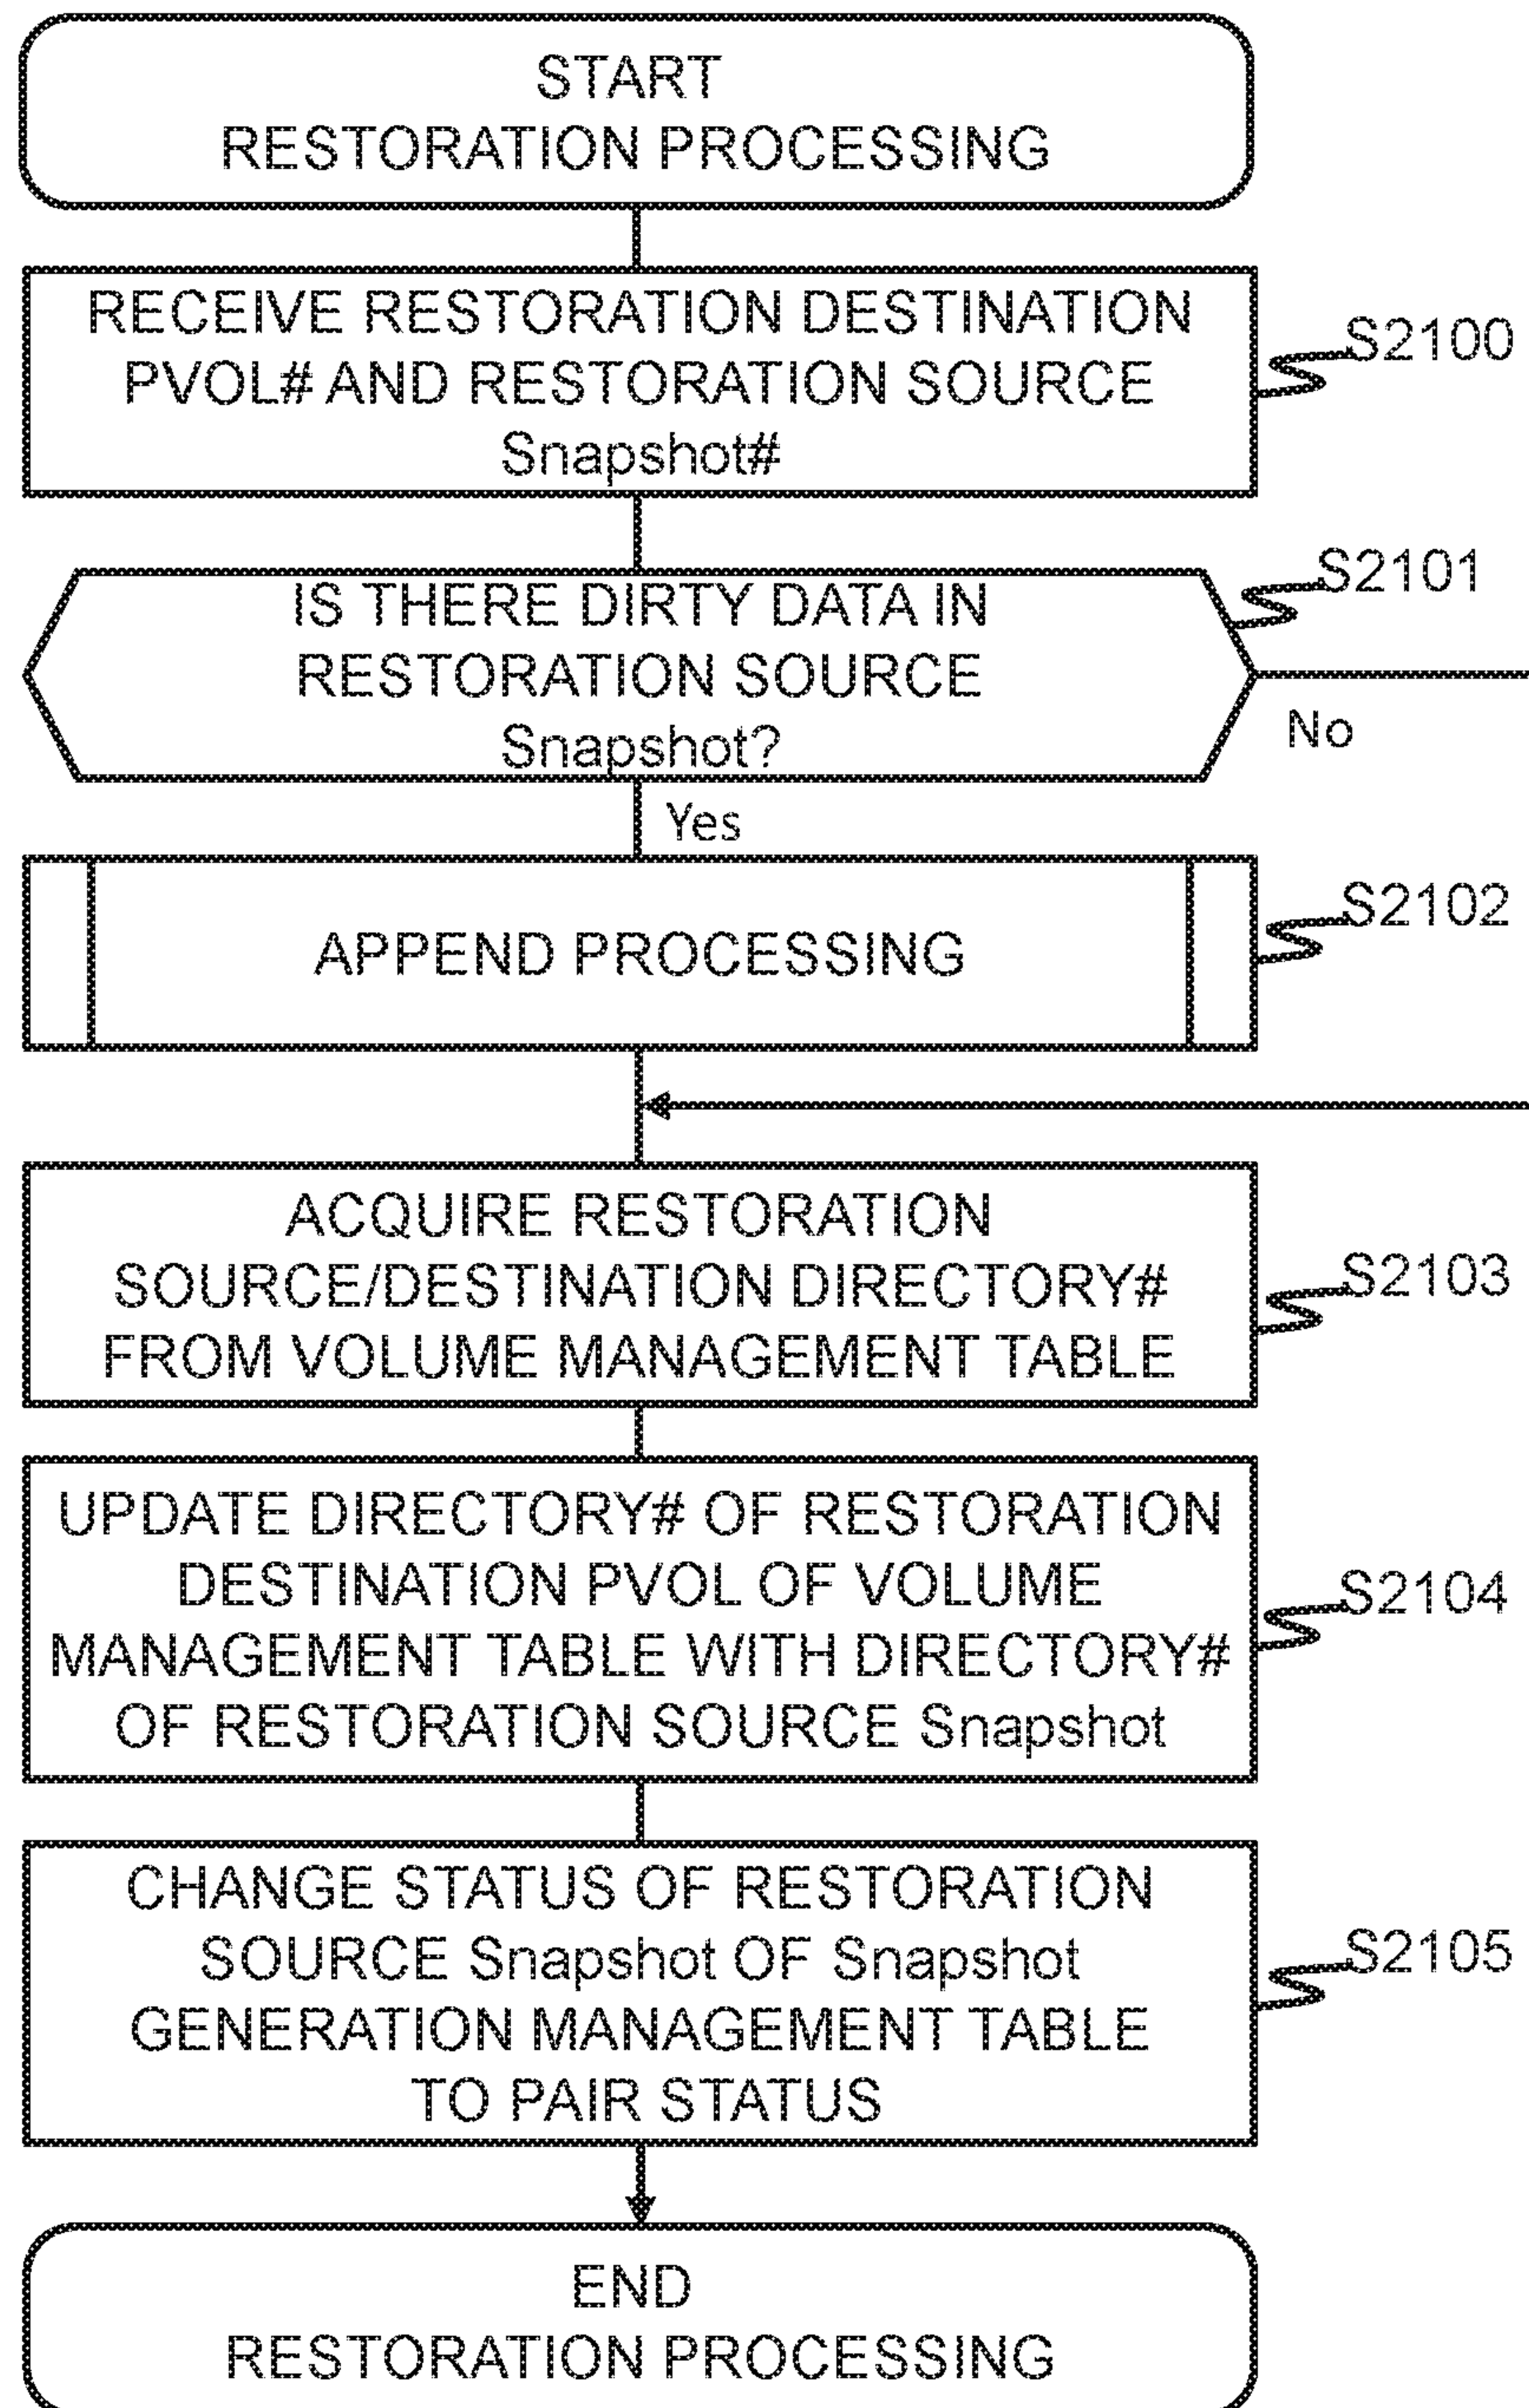 START
RESTORATION PROCESSING
RECEIVE RESTORATION DESTINATION
PVOL# AND RESTORATION SOURCE
Snapshot#
S2100
IS THERE DIRTY DATA IN
RESTORATION SOURCE
Snapshot?
S2101
No
Yes
APPEND PROCESSING
S2102
ACQUIRE RESTORATION
SOURCE/DESTINATION DIRECTORY#
FROM VOLUME MANAGEMENT TABLE
S2103
UPDATE DIRECTORY# OF RESTORATION
DESTINATION PVOL OF VOLUME
MANAGEMENT TABLE WITH DIRECTORY#
OF RESTORATION SOURCE Snapshot
S2104
CHANGE STATUS OF RESTORATION
SOURCE Snapshot OF Snapshot
GENERATION MANAGEMENT TABLE
TO PAIR STATUS
S2105
END
RESTORATION PROCESSING